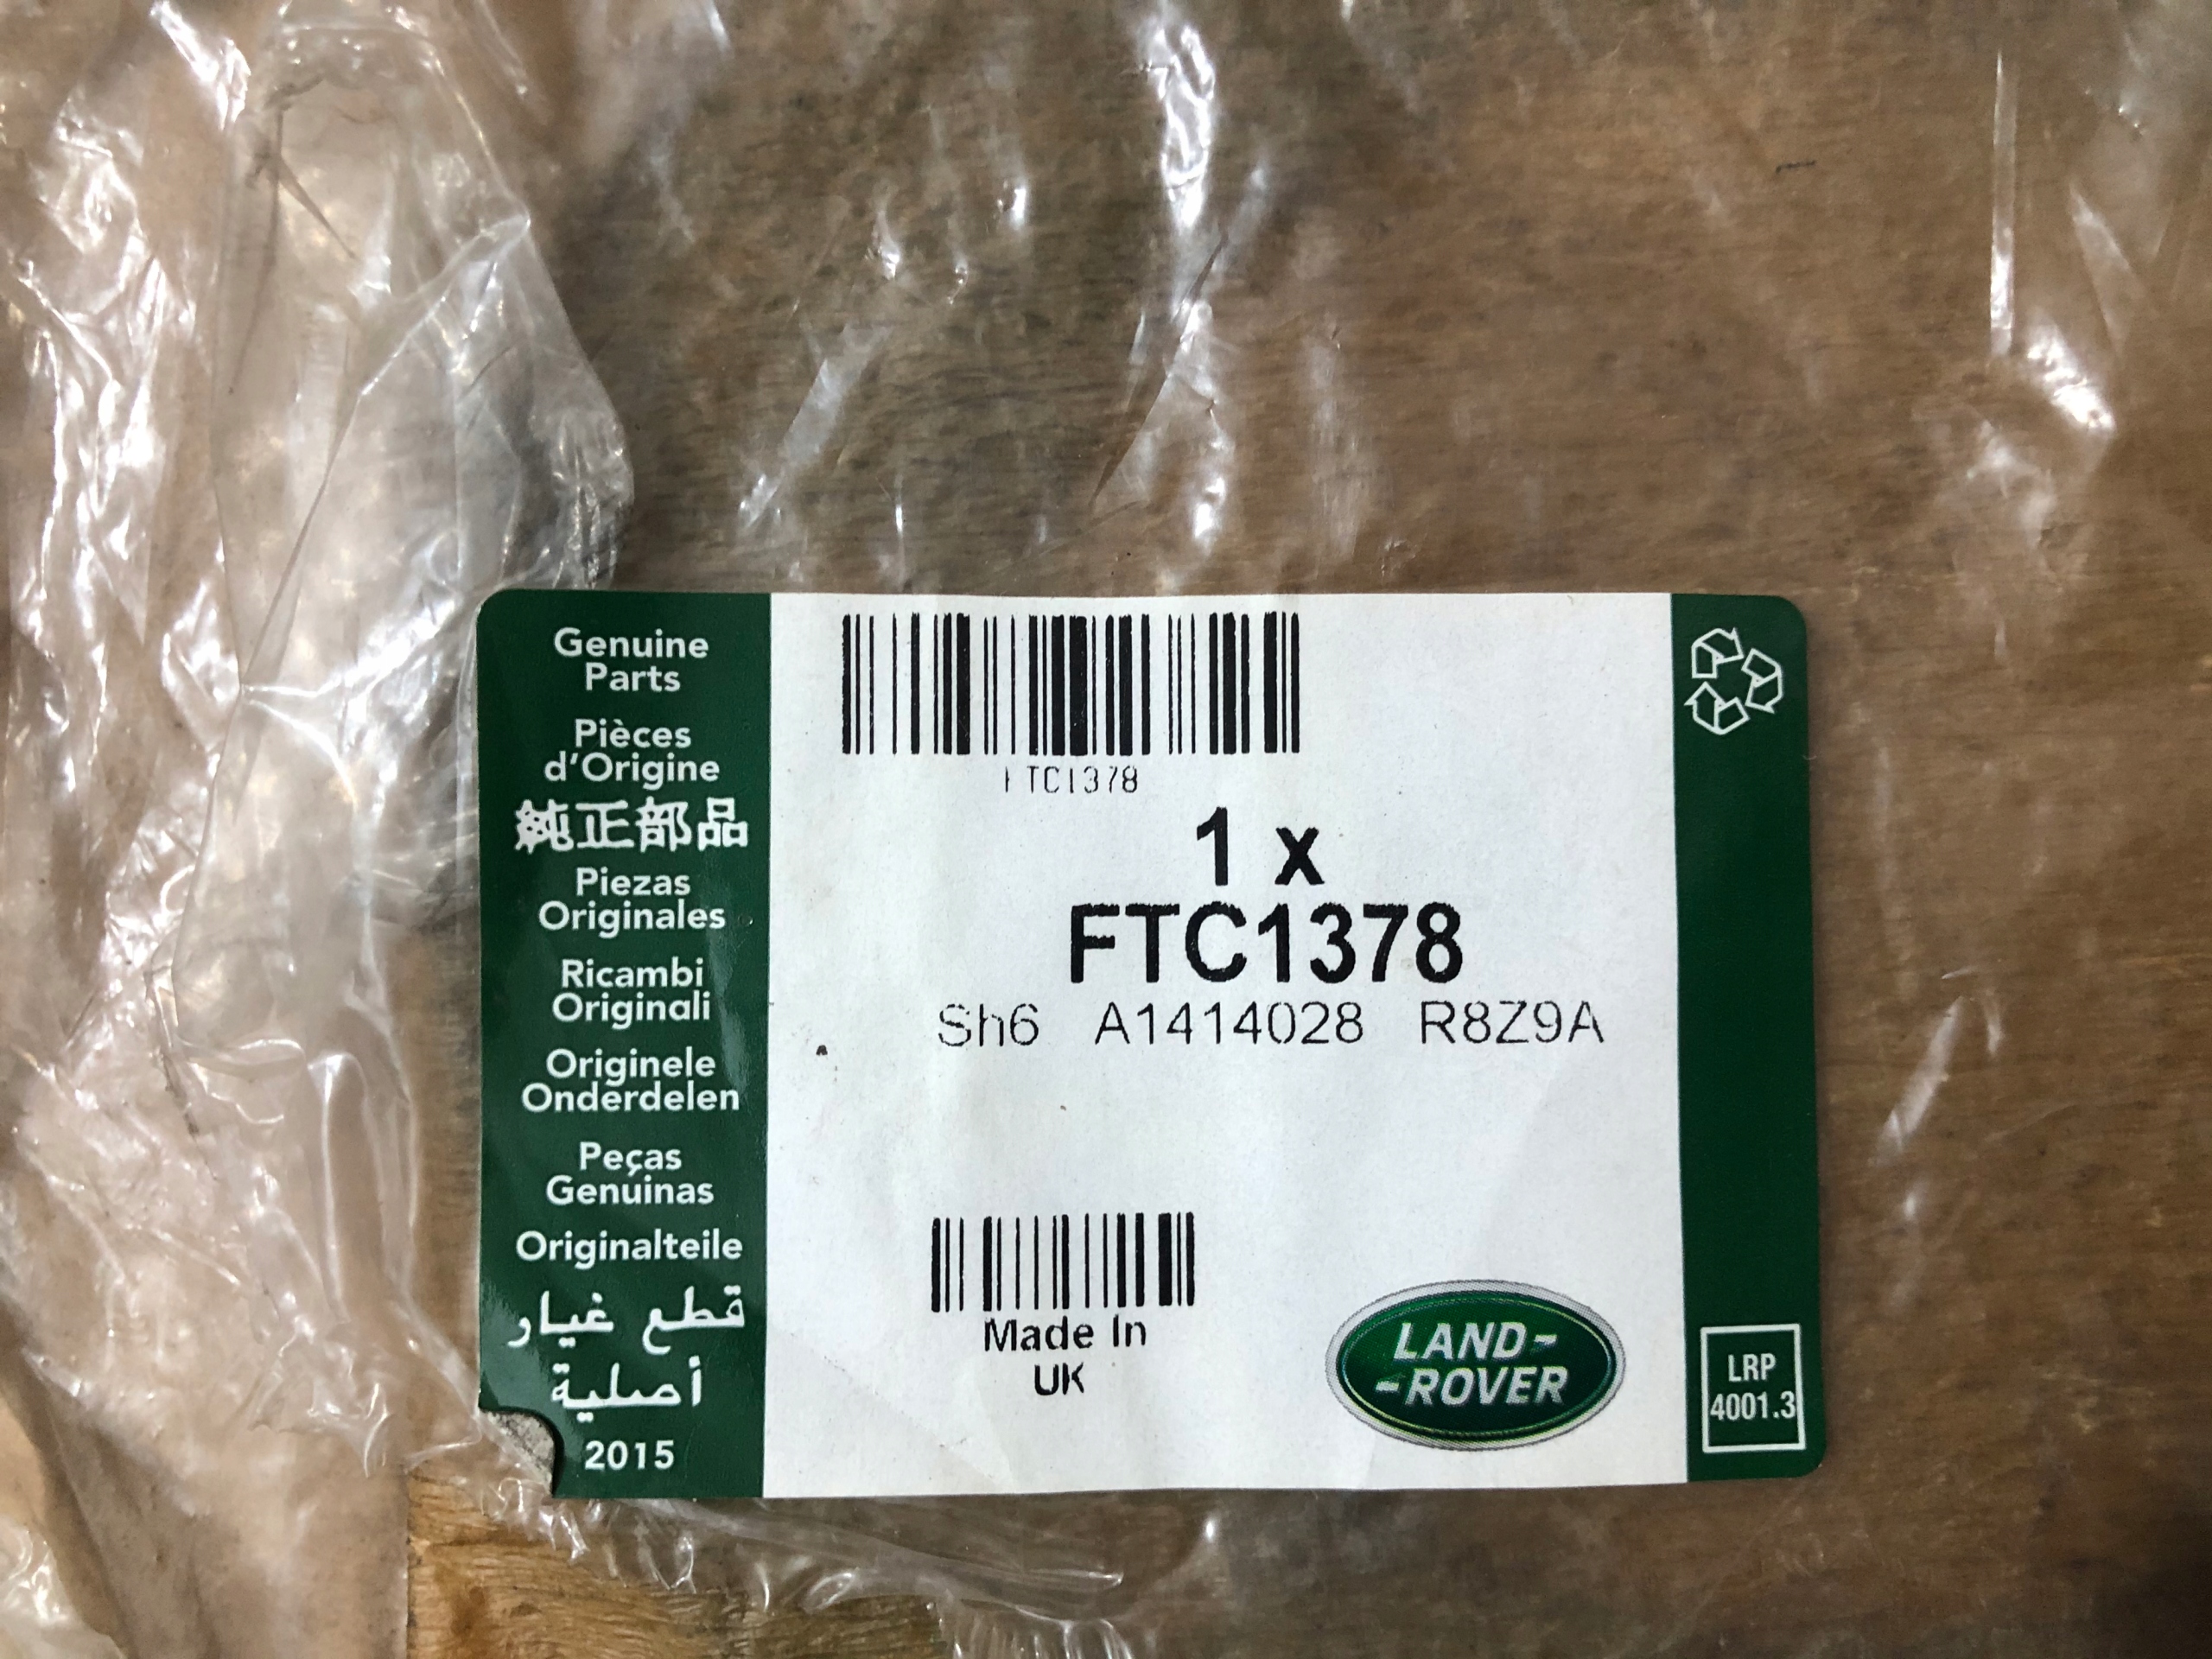 Genuine
Parts
Pièces
d'Origine
純正部品
Piezas
Originales
Ricambi
Originali
Originele
Onderdelen
Peças
Genuinas
Originalteile
قطع غيار
أصلية
2015
FTC1378
1 x
FTC1378
Sh6 A1414028 R8Z9A
Made In
UK
LAND-
-ROVER
LRP
4001.3